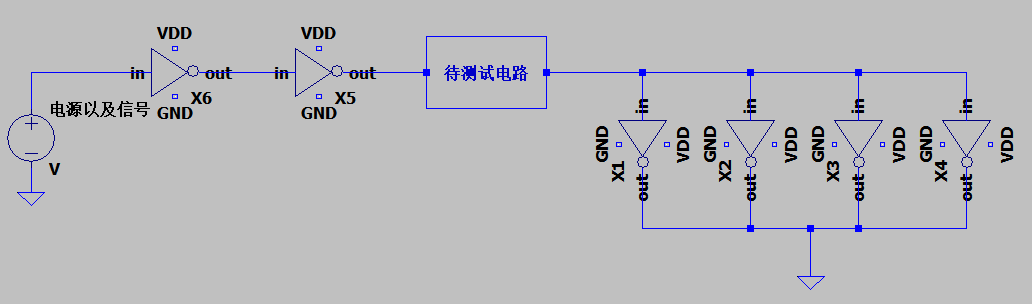 VDD VDD
in out in out 待测试电路
X6 X5
电源以及信号 GND GND
V
in in in in
GND VDD GND VDD GND VDD GND VDD
X1 X2 X3 X4
out out out out